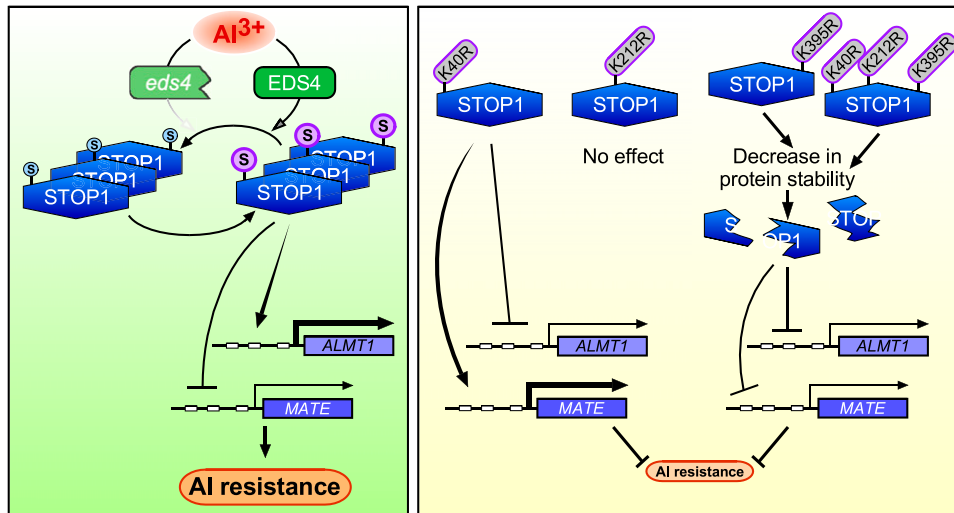 Al3+
eds4
EDS4
S
S
S
STOP1
STOP1
STOP1
S
S
S
STOP1
STOP1
STOP1
ALMT1
MATE
Al resistance
K40R
STOP1
K212R
STOP1
No effect
K395R
STOP1
K40R
K212R
K395R
STOP1
Decrease in
protein stability
STOP1
ALMT1
MATE
ALMT1
MATE
Al resistance